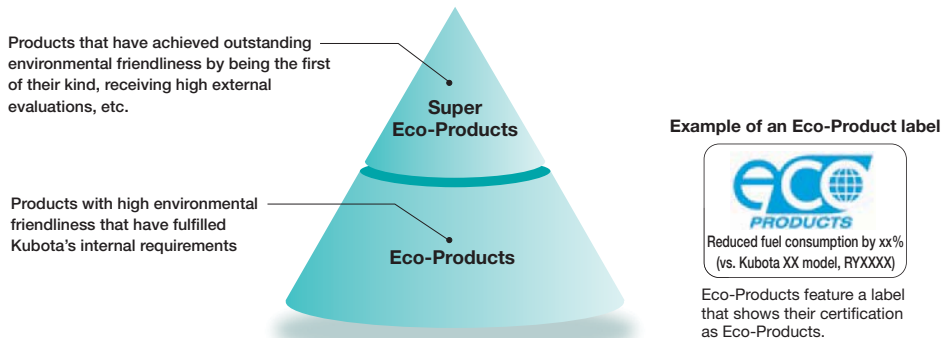 Products that have achieved outstanding
environmental friendliness by being the first
of their kind, receiving high external
evaluations, etc.
Super
Eco-Products
Products with high environmental
friendliness that have fulfilled
Kubota's internal requirements
Eco-Products
Example of an Eco-Product label
eco
PRODUCTS
Reduced fuel consumption by xx%
(vs. Kubota XX model, RYXXXX)
Eco-Products feature a label
that shows their certification
as Eco-Products.